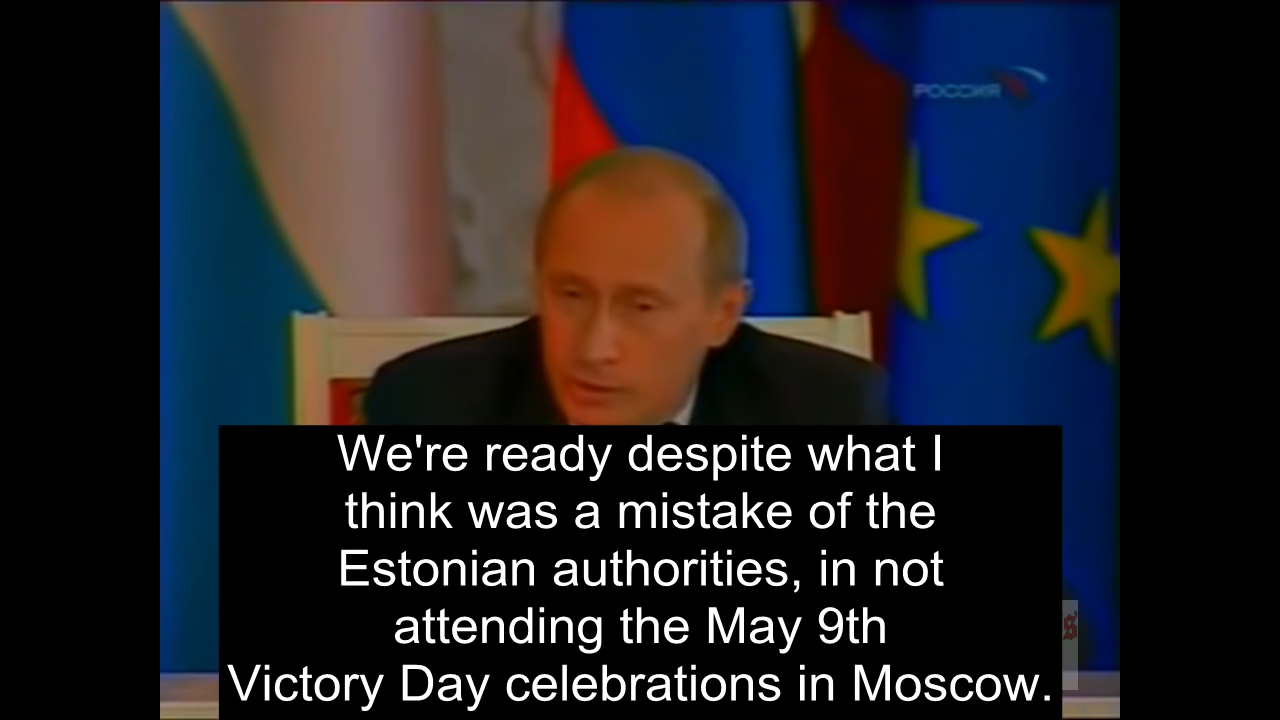 РОССИЯ
We're ready despite what I
think was a mistake of the
Estonian authorities, in not
attending the May 9th
Victory Day celebrations in Moscow.